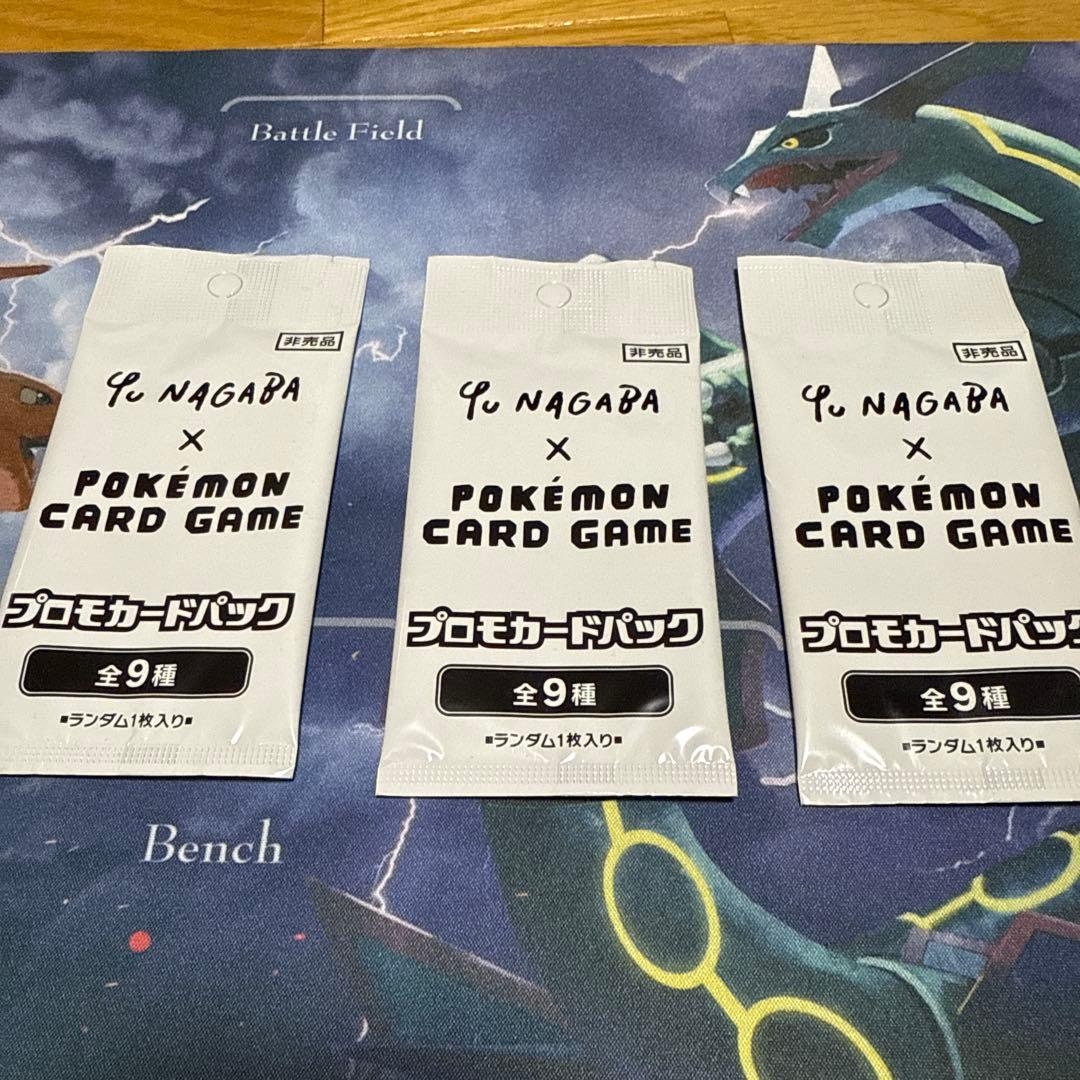 Battle Field
非売品
Yu NAGABA
×
POKÉMON
CARD GAME
プロモカードパック
全9種
■ランダム1枚入り■
非売品
Yu NAGABA
×
POKÉMON
CARD GAME
プロモカードパック
全9種
■ランダム1枚入り■
非売品
Yu NAGABA
×
POKÉMON
CARD GAME
プロモカードパック
全9種
■ランダム1枚入り■
Bench